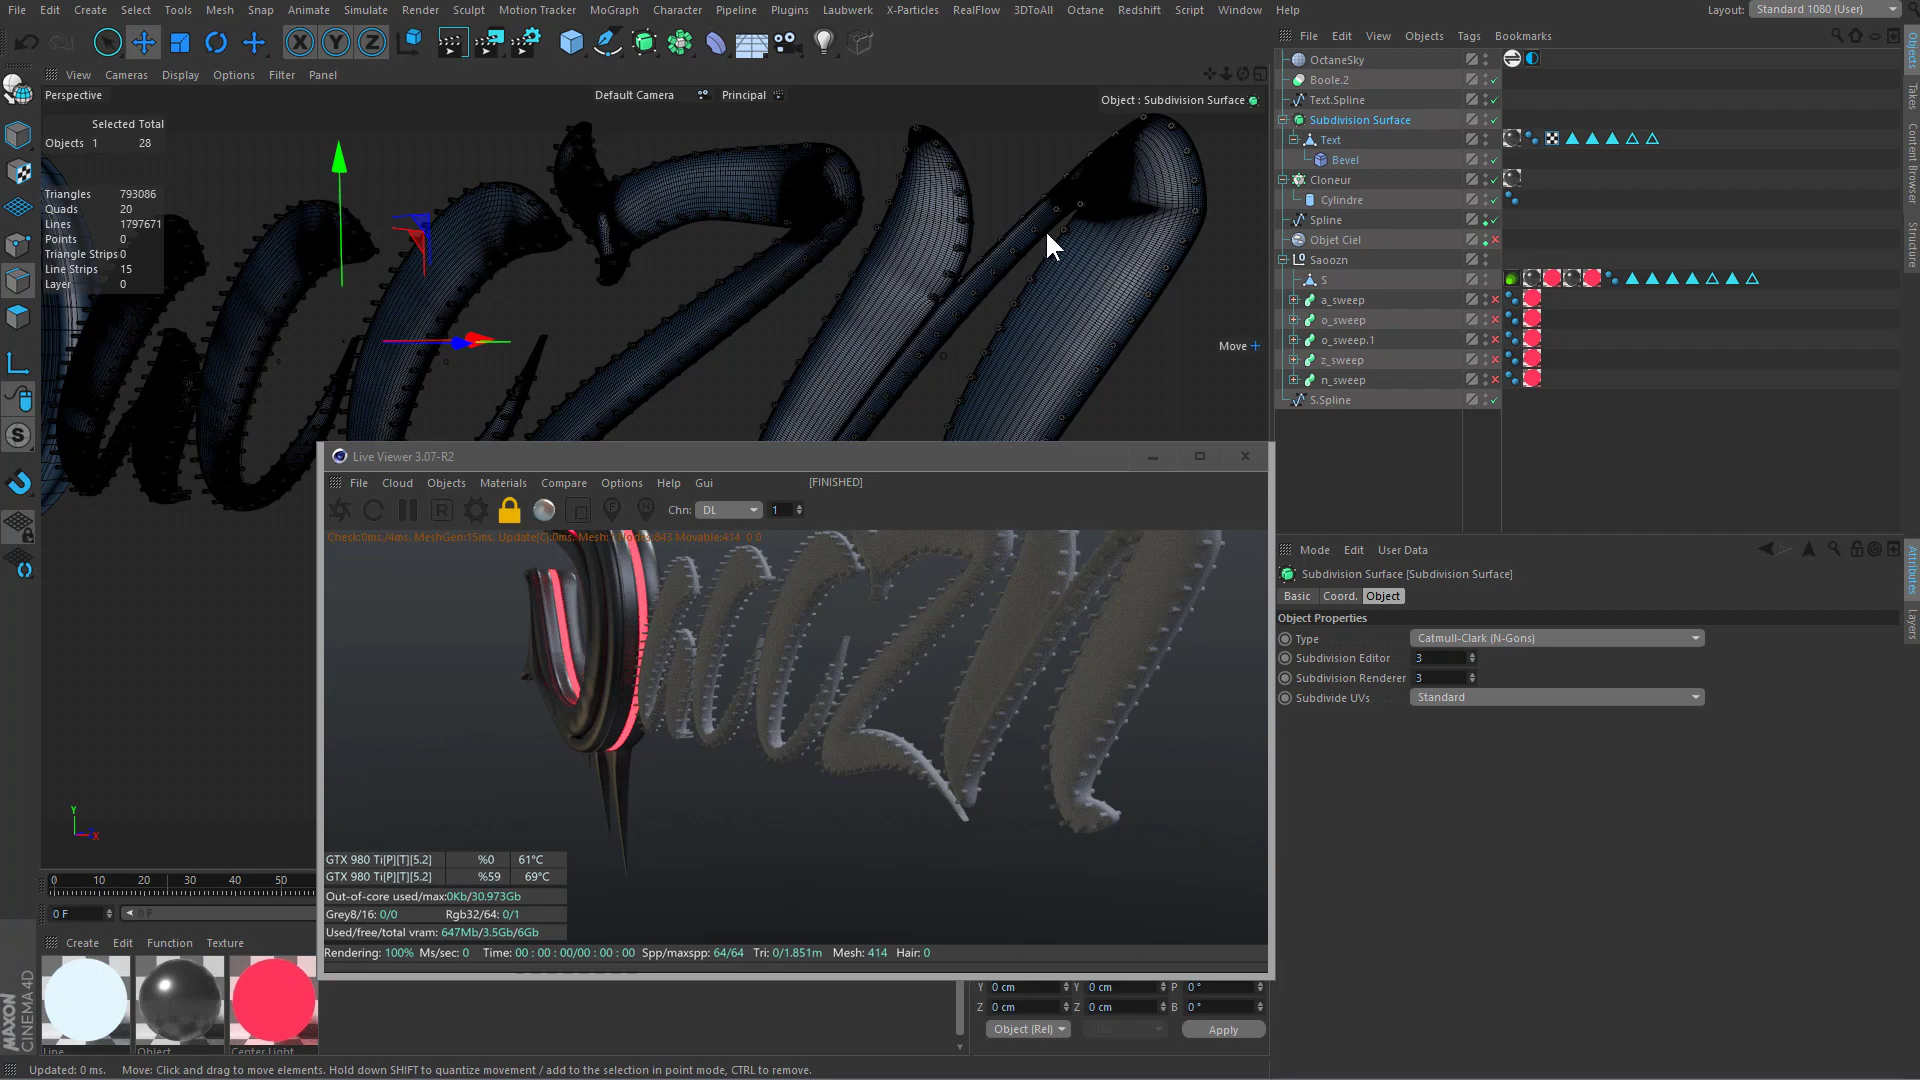 File Edit Create Select Tools Mesh Snap Animate Simulate Render Sculpt Motion Tracker MoGraph Character Pipeline Plugins Laubwerk X-Particles RealFlow 3DToAll Octane Redshift Script Window Help
Layout: Standard 1080 (User)
View Cameras Display Options Filter Panel
Perspective Default Camera Principal
Object : Subdivision Surface
Selected Total
Objects 1 28
Triangles 793086
Quads 20
Lines 1797671
Points 0
Triangle Strips 0
Line Strips 15
Layer 0
Move
Y
X
0 10 20 30 40 50
0 F
0 F
Create Edit Function Texture
Line Object Center Light
MAXON
CINEMA 4D
Live Viewer 3.07-R2
File Cloud Objects Materials Compare Options Help Gui [FINISHED]
R
Chn: DL 1
GTX 980 Ti[P][T][5.2] %0 61°C
GTX 980 Ti[P][T][5.2] %59 69°C
Out-of-core used/max:0Kb/30.973Gb
Grey8/16: 0/0 Rgb32/64: 0/1
Used/free/total vram: 647Mb/3.5Gb/6Gb
Rendering: 100% Ms/sec: 0 Time: 00 : 00 : 00/00 : 00 : 00 Spp/maxspp: 64/64 Tri: 0/1.851m Mesh: 414 Hair: 0
Y 0 cm Y 0 cm P 0 °
Z 0 cm Z 0 cm B 0 °
Object (Rel) Size Apply
Updated: 0 ms. Move: Click and drag to move elements. Hold down SHIFT to quantize movement / add to the selection in point mode, CTRL to remove.
File Edit View Objects Tags Bookmarks
OctaneSky
Boole.2
Text.Spline
Subdivision Surface
Text
Bevel
Cloneur
Cylindre
Spline
Objet Ciel
Saoozn
S
a_sweep
o_sweep
o_sweep.1
z_sweep
n_sweep
S.Spline
Objects
Takes
Content Browser
Structure
Mode Edit User Data
Subdivision Surface [Subdivision Surface]
Basic Coord. Object
Object Properties
Type Catmull-Clark (N-Gons)
Subdivision Editor 3
Subdivision Renderer 3
Subdivide UVs Standard
Attributes
Layers